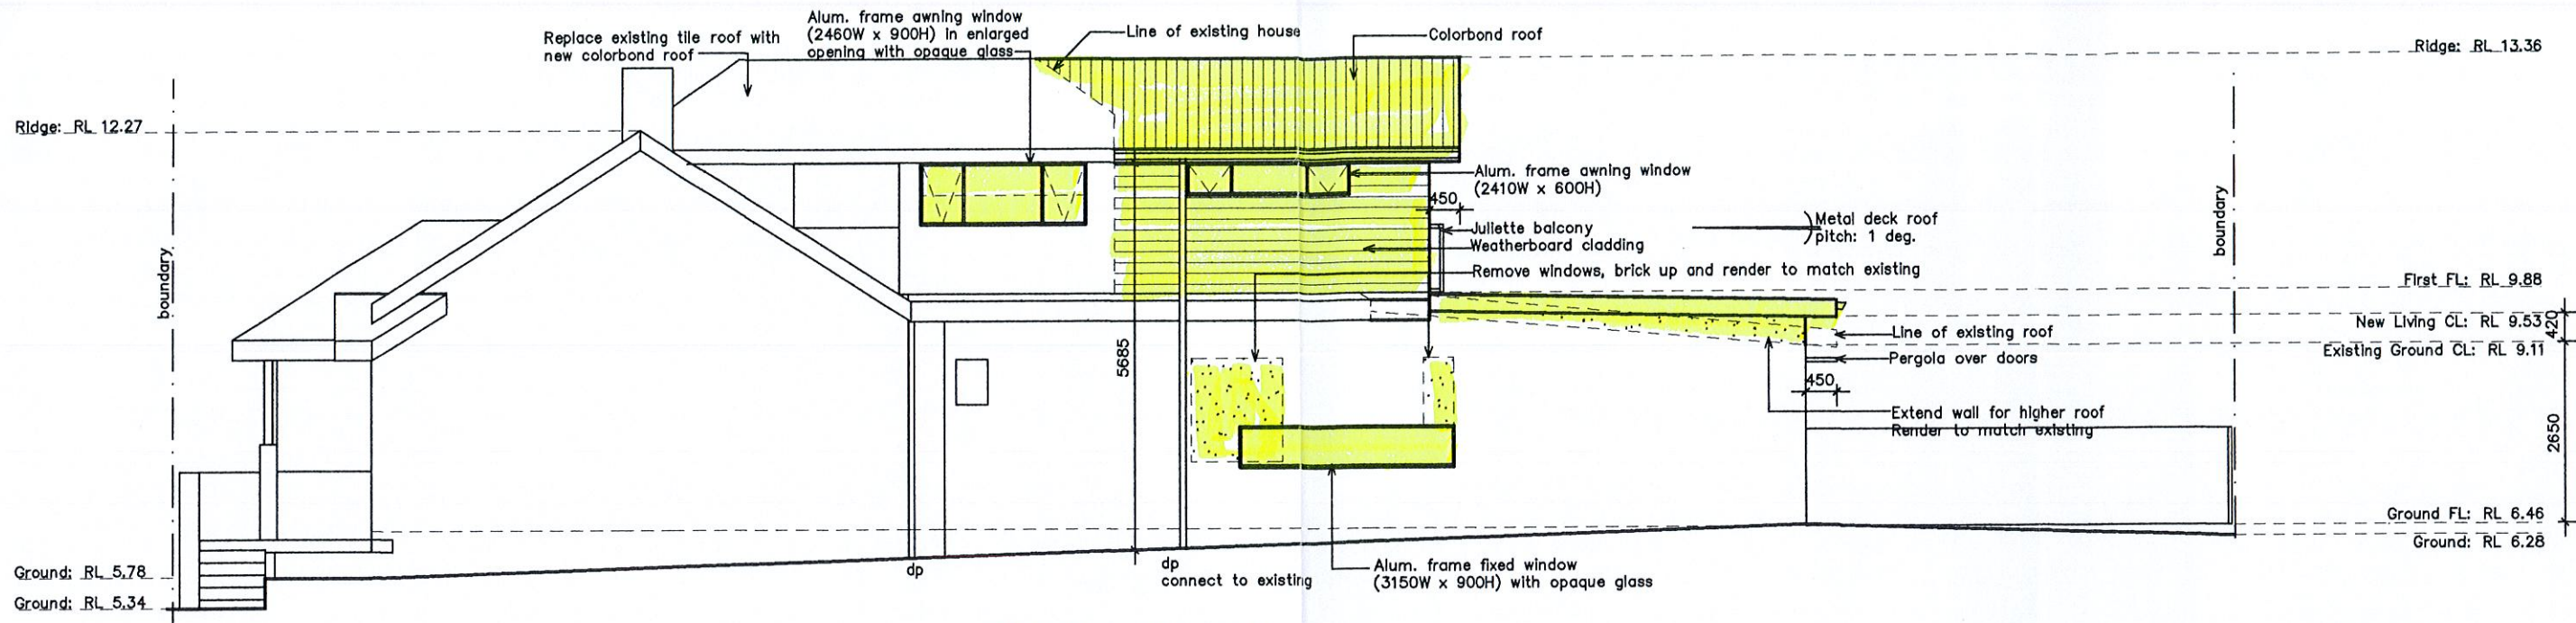 Replace existing tile roof with
new colorbond roof
Alum. frame awning window
(2460W x 900H) in enlarged
opening with opaque glass
Line of existing house
Colorbond roof
Ridge: RL 13.36
Ridge: RL 12.27
Alum. frame awning window
(2410W x 600H)
450
Juliette balcony
Weatherboard cladding
Remove windows, brick up and render to match existing
Metal deck roof
pitch: 1 deg.
boundary
boundary
First FL: RL 9.88
New Living CL: RL 9.53
420
Existing Ground CL: RL 9.11
Line of existing roof
Pergola over doors
450
5685
Extend wall for higher roof
Render to match existing
2650
Ground FL: RL 6.46
Ground: RL 6.28
Ground: RL 5.78
Ground: RL 5.34
dp
dp
connect to existing
Alum. frame fixed window
(3150W x 900H) with opaque glass